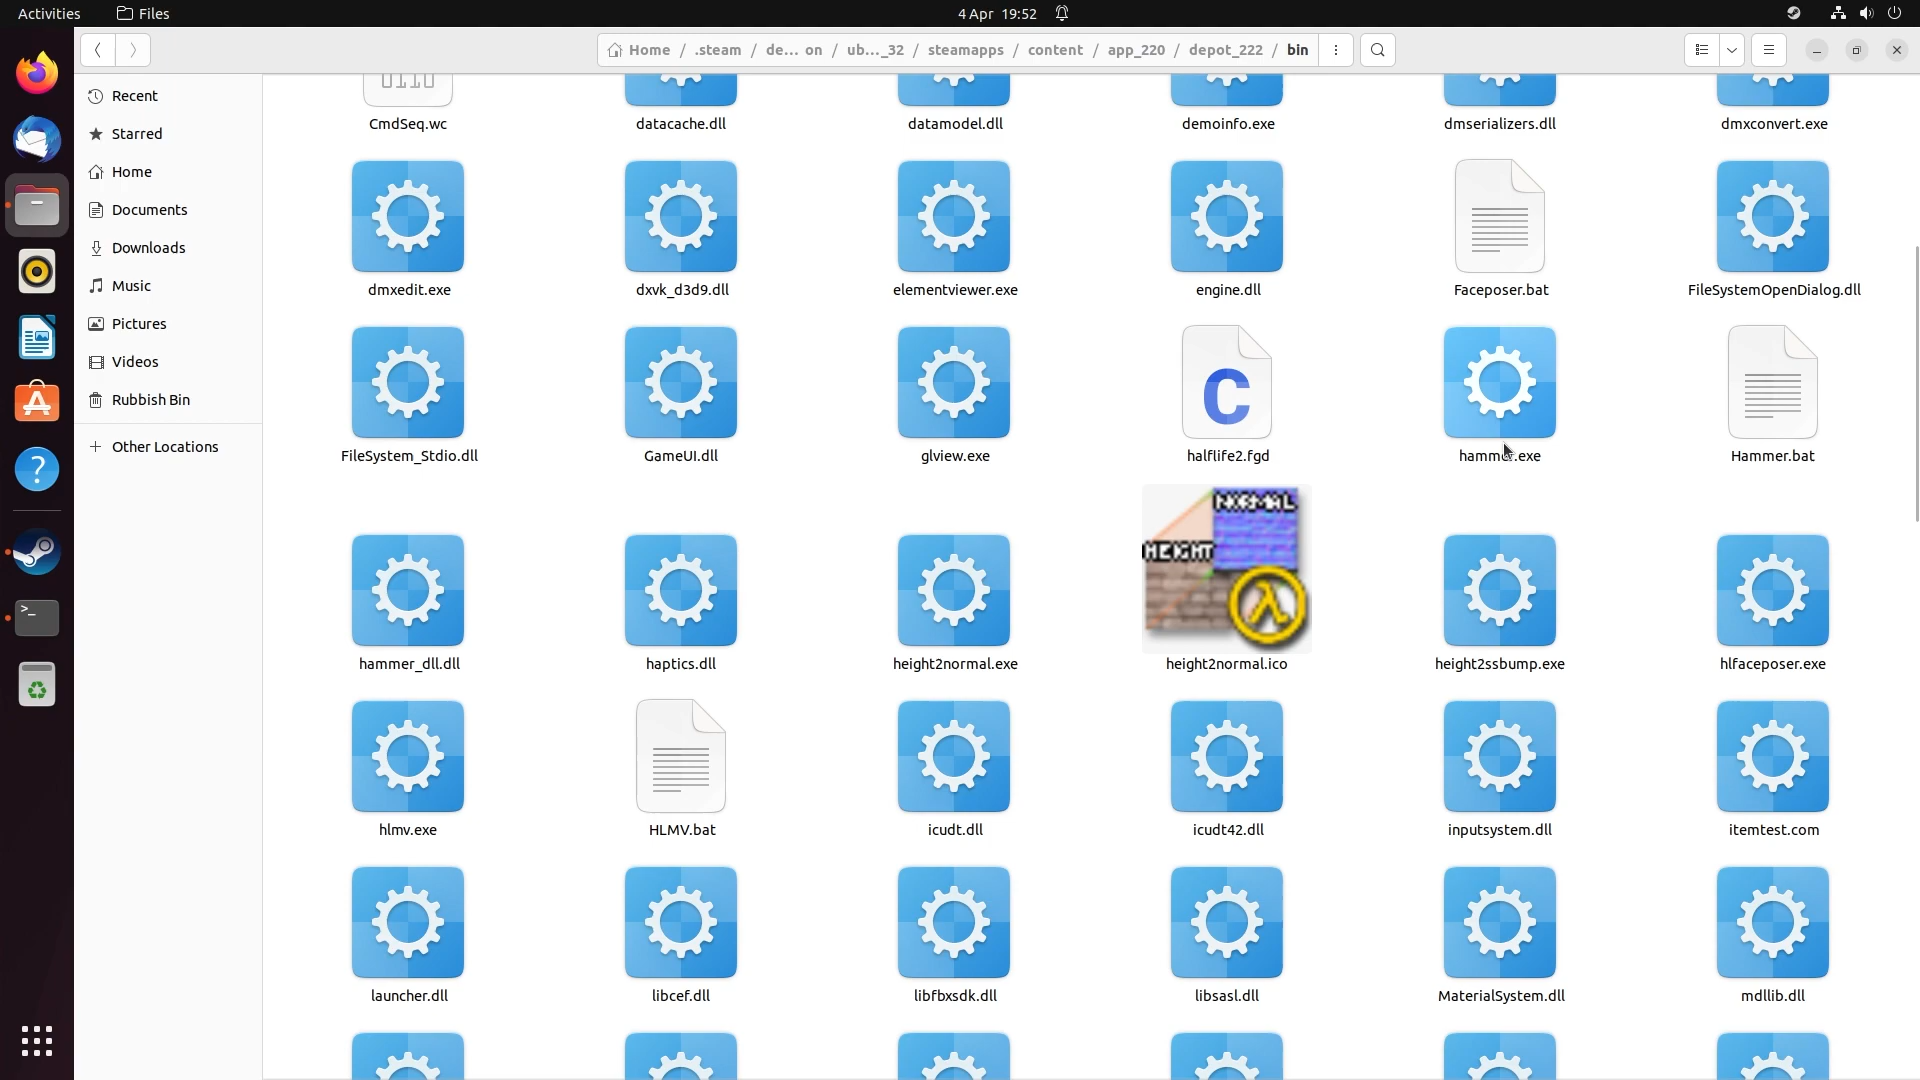 Activities Files 4 Apr 19:52
Home / .steam / de... on / ub..._32 / steamapps / content / app_220 / depot_222 / bin
Recent
Starred
Home
Documents
Downloads
Music
Pictures
Videos
Rubbish Bin
Other Locations
CmdSeq.wc datacache.dll datamodel.dll demoinfo.exe dmserializers.dll dmxconvert.exe
dmxedit.exe dxvk_d3d9.dll elementviewer.exe engine.dll Faceposer.bat FileSystemOpenDialog.dll
C
FileSystem_Stdio.dll GameUI.dll glview.exe halflife2.fgd hammer.exe Hammer.bat
NORMAL
HEIGHT
hammer_dll.dll haptics.dll height2normal.exe height2normal.ico height2ssbump.exe hlfaceposer.exe
hlmv.exe HLMV.bat icudt.dll icudt42.dll inputsystem.dll itemtest.com
launcher.dll libcef.dll libfbxsdk.dll libsasl.dll MaterialSystem.dll mdllib.dll